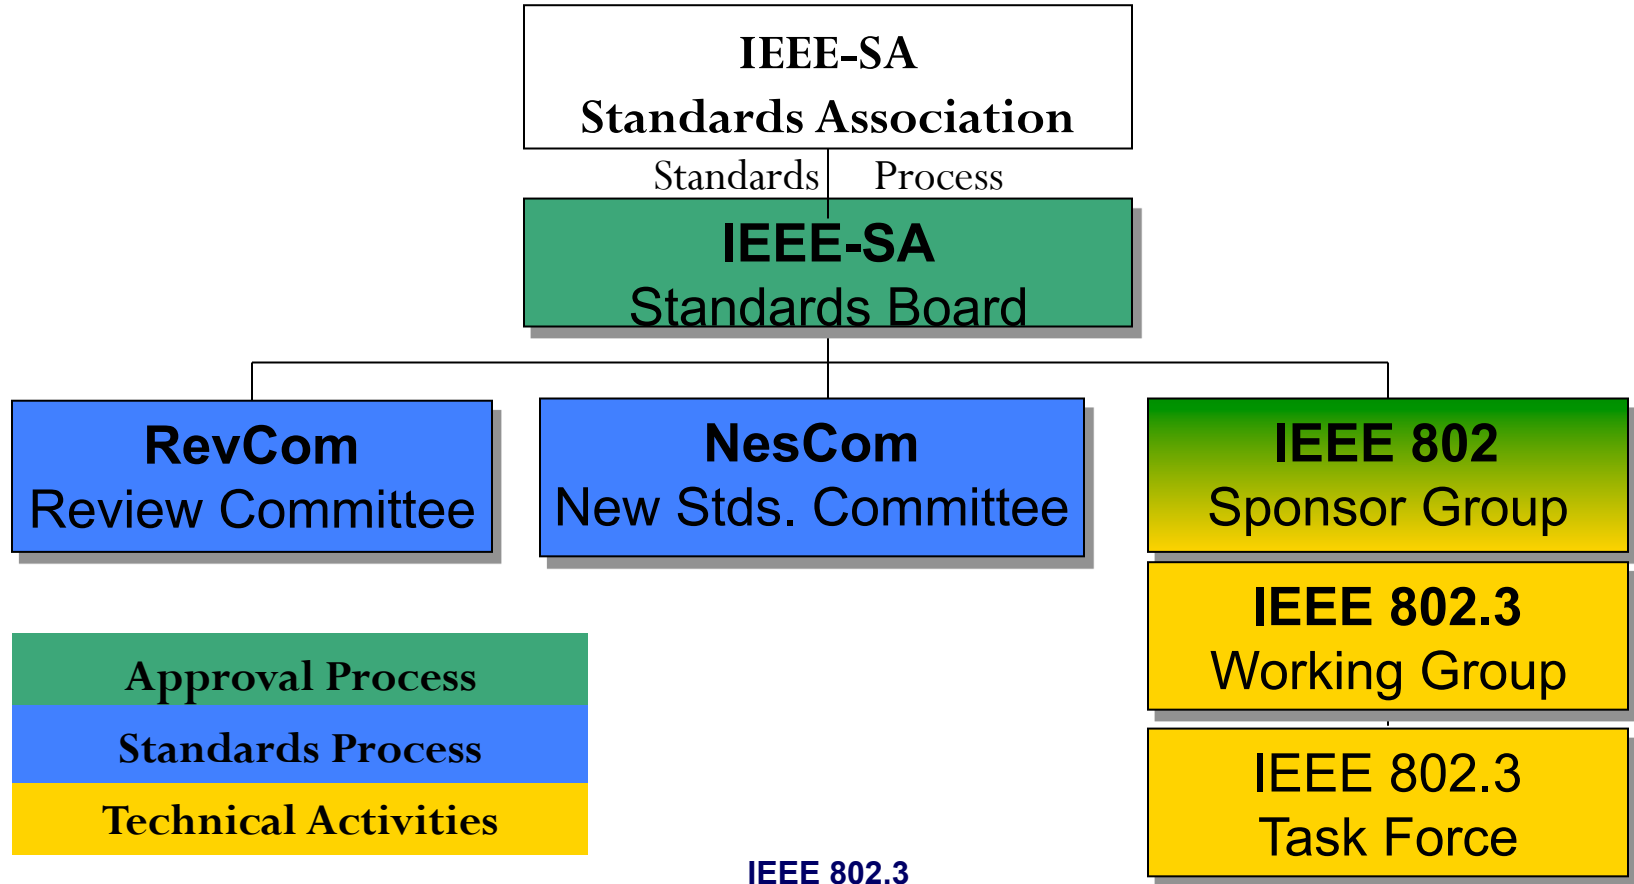 IEEE-SA
Standards Association
Standards Process
IEEE-SA
Standards Board
RevCom
Review Committee
NesCom
New Stds. Committee
IEEE 802
Sponsor Group
IEEE 802.3
Working Group
IEEE 802.3
Task Force
Approval Process
Standards Process
Technical Activities
IEEE 802.3